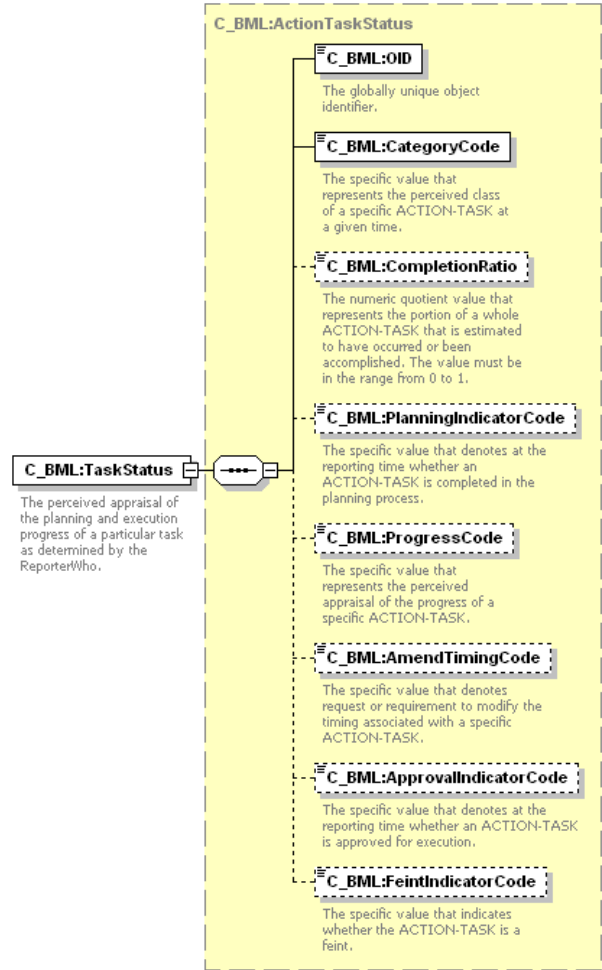 C_BML:ActionTaskStatus
C_BML:OID
The globally unique object
identifier.
C_BML:CategoryCode
The specific value that
represents the perceived class
of a specific ACTION-TASK at
a given time.
C_BML:CompletionRatio
The numeric quotient value that
represents the portion of a whole
ACTION-TASK that is estimated
to have occurred or been
accomplished. The value must be
in the range from 0 to 1.
C_BML:PlanningIndicatorCode
The specific value that denotes at the
reporting time whether an
ACTION-TASK is completed in the
planning process.
C_BML:TaskStatus
The perceived appraisal of
the planning and execution
progress of a particular task
as determined by the
ReporterWho.
C_BML:ProgressCode
The specific value that
represents the perceived
appraisal of the progress of a
specific ACTION-TASK.
C_BML:AmendTimingCode
The specific value that denotes
request or requirement to modify the
timing associated with a specific
ACTION-TASK.
C_BML:ApprovalIndicatorCode
The specific value that denotes at the
reporting time whether an ACTION-TASK
is approved for execution.
C_BML:FeintIndicatorCode
The specific value that indicates
whether the ACTION-TASK is a
feint.